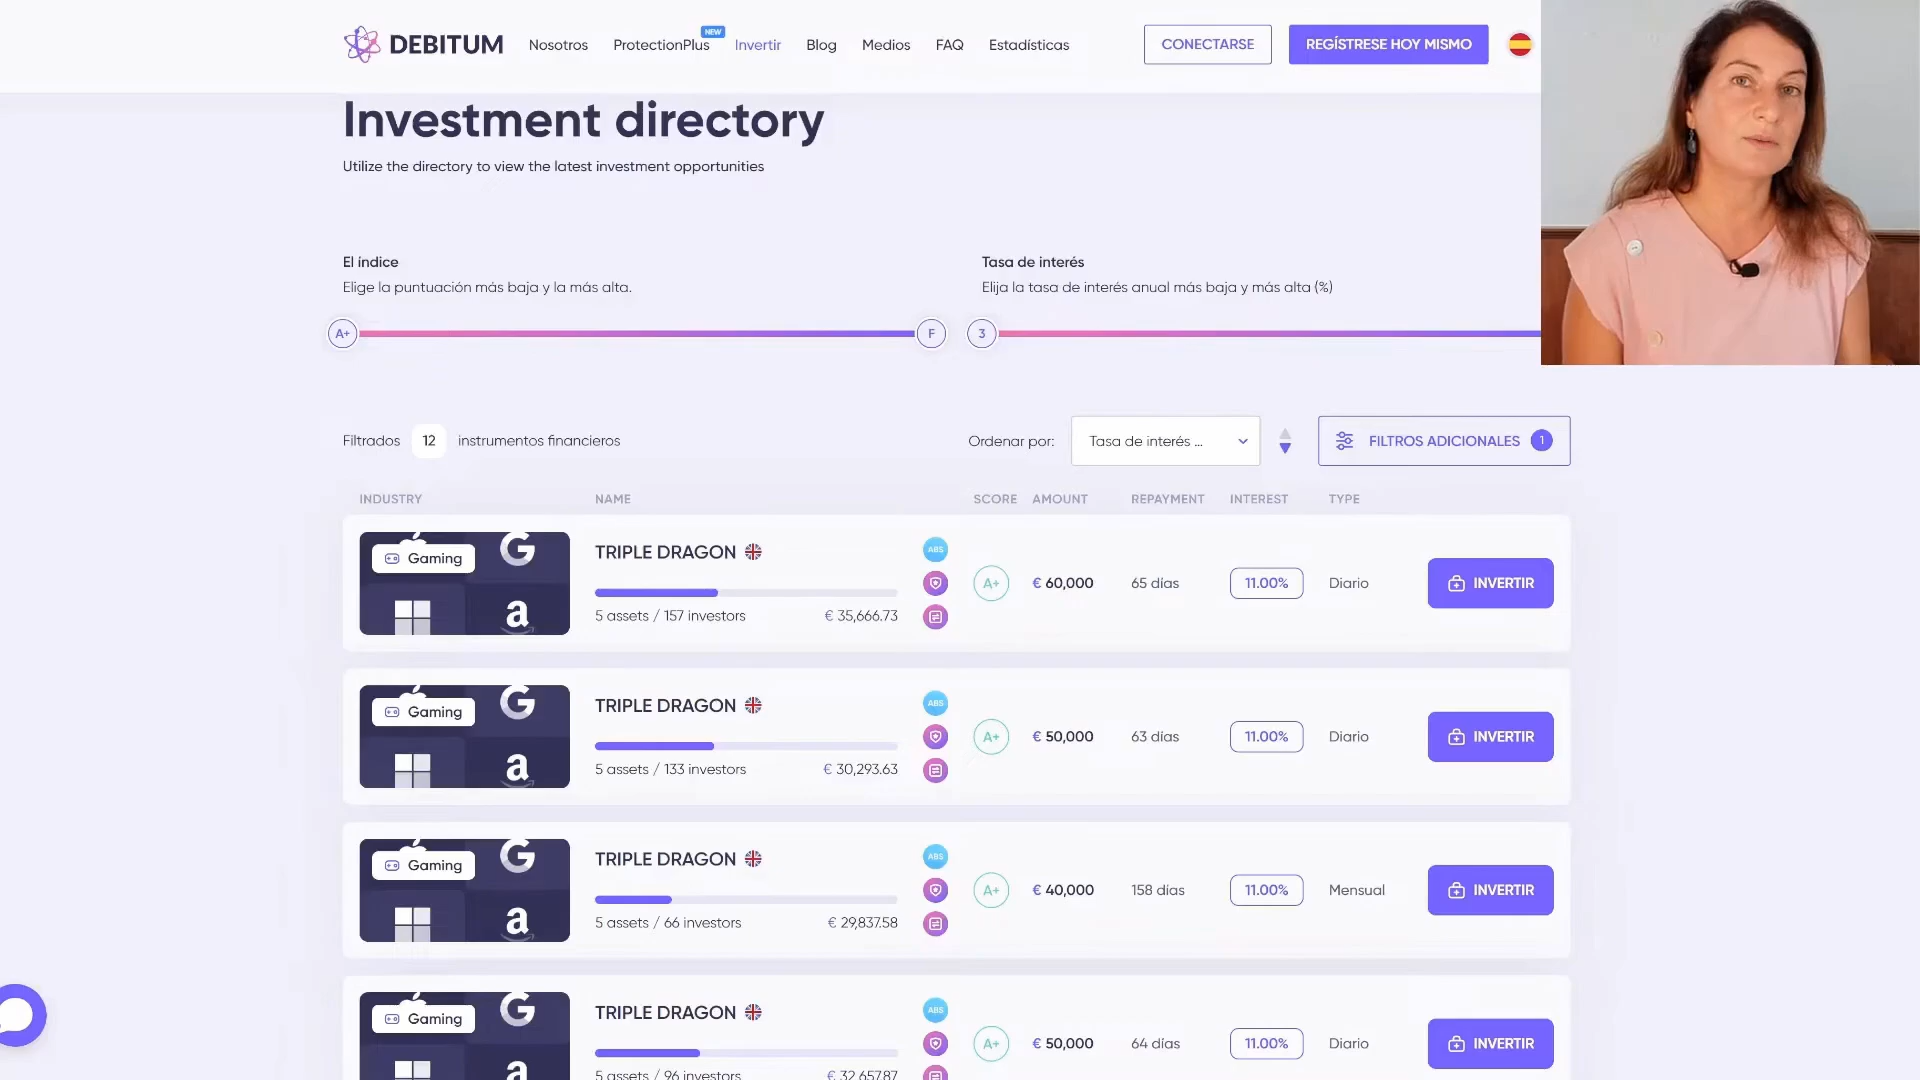 DEBITUM
Nosotros
ProtectionPlus
NEW
Invertir
Blog
Medios
FAQ
Estadísticas
CONECTARSE
REGÍSTRESE HOY MISMO
Investment directory
Utilize the directory to view the latest investment opportunities
El índice
Elige la puntuación más baja y la más alta.
A+
F
Tasa de interés
Elija la tasa de interés anual más baja y más alta (%)
3
Filtrados 12 instrumentos financieros
Ordenar por:
Tasa de interés ...
FILTROS ADICIONALES 1
INDUSTRY NAME SCORE AMOUNT REPAYMENT INTEREST TYPE
Gaming
G
a
TRIPLE DRAGON
5 assets / 157 investors € 35,666.73
ABS
A+ € 60,000 65 días 11.00% Diario INVERTIR
Gaming
G
a
TRIPLE DRAGON
5 assets / 133 investors € 30,293.63
ABS
A+ € 50,000 63 días 11.00% Diario INVERTIR
Gaming
G
a
TRIPLE DRAGON
5 assets / 66 investors € 29,837.58
ABS
A+ € 40,000 158 días 11.00% Mensual INVERTIR
Gaming
G
a
TRIPLE DRAGON
5 assets / 96 investors € 32,657.87
ABS
A+ € 50,000 64 días 11.00% Diario INVERTIR